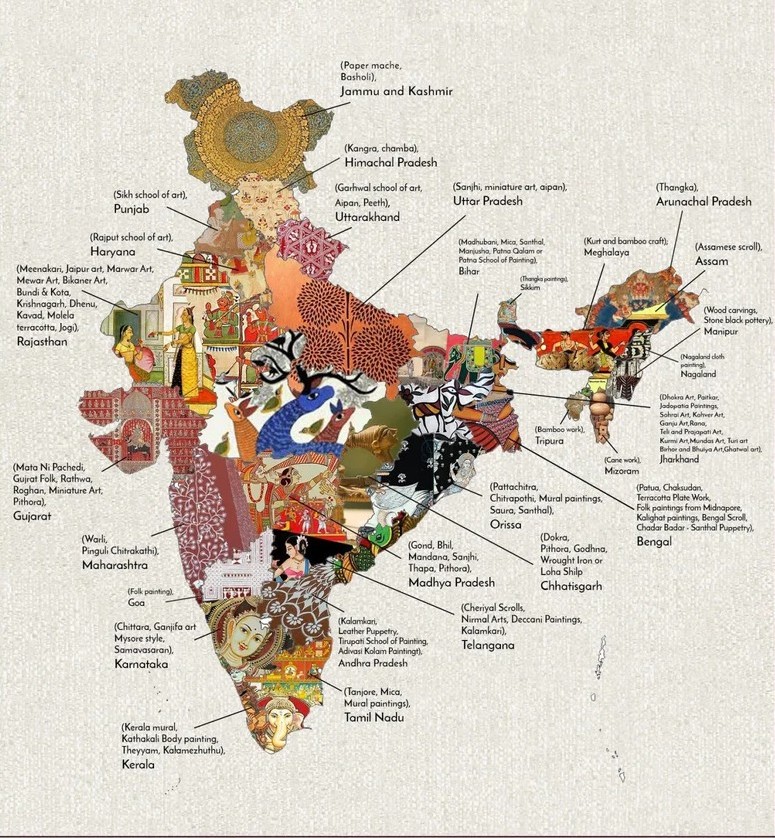 (Paper mache,
Basholi),
Jammu and Kashmir
(Kangra, chamba),
Himachal Pradesh
(Sikh school of art),
Punjab
(Garhwal school of art,
Aipan, Peeth),
Uttarakhand
(Sanjhi, miniature art, aipan),
Uttar Pradesh
(Thangka),
Arunachal Pradesh
(Rajput school of art),
Haryana
(Madhubani, Mica, Santhal,
Manjusha, Patna Qalam or
Patna School of Painting),
Bihar
(Thangka paintings),
Sikkim
(Kurt and bamboo craft),
Meghalaya
(Assamese scroll),
Assam
(Meenakari, Jaipur art, Marwar Art,
Mewar Art, Bikaner Art,
Bundi & Kota,
Krishnagarh, Dhenu,
Kavad, Molela
terracotta, Jogi),
Rajasthan
(Wood carvings,
Stone black pottery),
Manipur
(Nagaland cloth
painting),
Nagaland
(Dhokra Art, Paitkar,
Jadopatia Paintings,
Sohrai Art, Kohver Art,
Ganju Art,Rana,
Teli and Prajapati Art,
Kurmi Art,Mundas Art, Turi art
Birhor and Bhuiya Art,Ghatwal art),
Jharkhand
(Bamboo work),
Tripura
(Cane work),
Mizoram
(Mata Ni Pachedi,
Gujrat Folk, Rathwa,
Roghan, Miniature Art,
Pithora),
Gujarat
(Pattachitra,
Chitrapothi, Mural paintings,
Saura, Santhal),
Orissa
(Patua, Chaksudan,
Terracotta Plate Work,
Folk paintings from Midnapore,
Kalighat paintings, Bengal Scroll,
Chadar Badar - Santhal Puppetry),
Bengal
(Warli,
Pinguli Chitrakathi),
Maharashtra
(Gond, Bhil,
Mandana, Sanjhi,
Thapa, Pithora),
Madhya Pradesh
(Dokra,
Pithora, Godhna,
Wrought Iron or
Loha Shilp
Chhatisgarh
(Folk painting),
Goa
(Chittara, Ganjifa art
Mysore style,
Samavasaran),
Karnataka
(Kalamkari,
Leather Puppetry,
Tirupati School of Painting,
Adivasi Kolam Paintingt),
Andhra Pradesh
(Cheriyal Scrolls,
Nirmal Arts, Deccani Paintings,
Kalamkari),
Telangana
(Tanjore, Mica,
Mural paintings),
Tamil Nadu
(Kerala mural,
Kathakali Body painting,
Theyyam, Kalamezhuthu),
Kerala